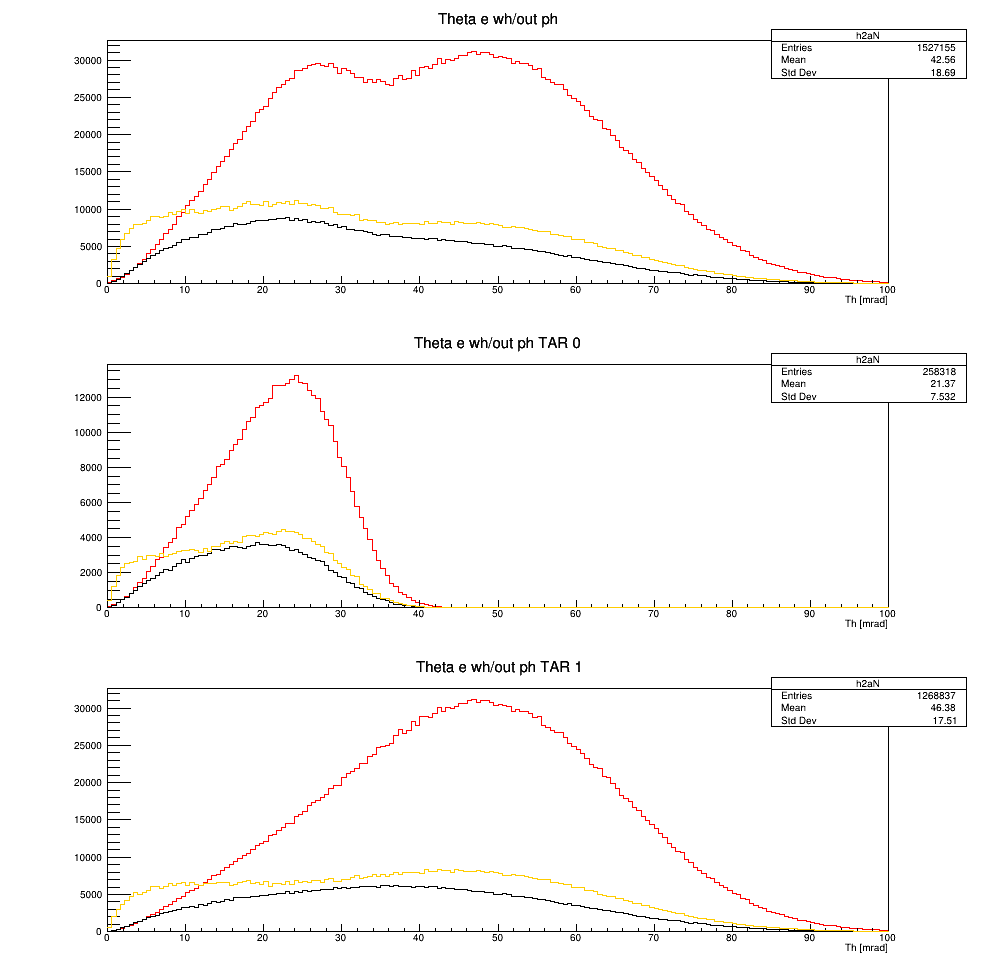 Theta e wh/out ph
h2aN
Entries 1527155
Mean 42.56
Std Dev 18.69
30000
25000
20000
15000
10000
5000
0
0 10 20 30 40 50 60 70 80 90 100
Th [mrad]
Theta e wh/out ph TAR 0
h2aN
Entries 258318
Mean 21.37
Std Dev 7.532
12000
10000
8000
6000
4000
2000
0
0 10 20 30 40 50 60 70 80 90 100
Th [mrad]
Theta e wh/out ph TAR 1
h2aN
Entries 1268837
Mean 46.38
Std Dev 17.51
30000
25000
20000
15000
10000
5000
0
0 10 20 30 40 50 60 70 80 90 100
Th [mrad]